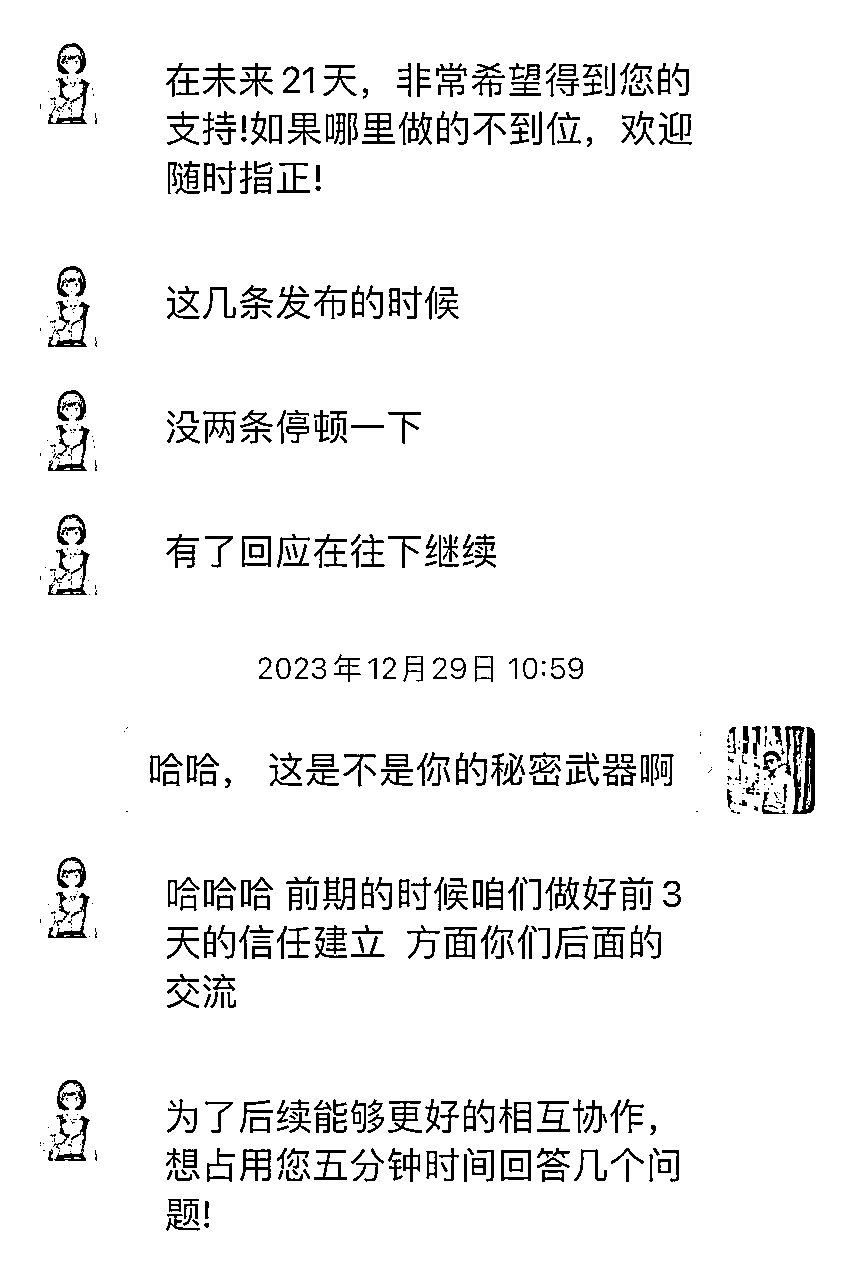 在未来21天，非常希望得到您的
支持!如果哪里做的不到位，欢迎
随时指正!
这几条发布的时候
没两条停顿一下
有了回应在往下继续
2023年12月29日 10:59
哈哈， 这是不是你的秘密武器啊
哈哈哈 前期的时候咱们做好前3
天的信任建立 方面你们后面的
交流
为了后续能够更好的相互协作，
想占用您五分钟时间回答几个问
题!